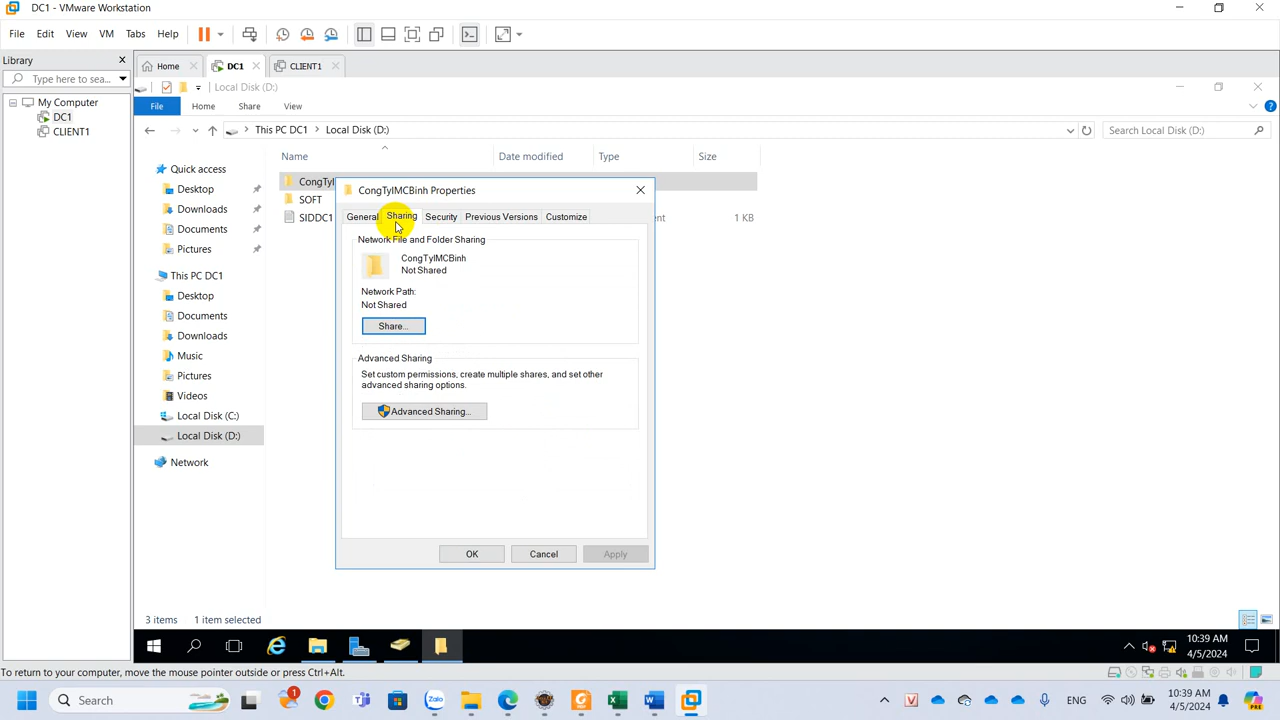 DC1 - VMware Workstation
File Edit View VM Tabs Help
Library
Type here to sea...
My Computer
DC1
CLIENT1
Home
DC1
CLIENT1
Local Disk (D:)
File Home Share View
This PC DC1 Local Disk (D:)
Search Local Disk (D:)
Quick access
Desktop
Downloads
Documents
Pictures
This PC DC1
Desktop
Documents
Downloads
Music
Pictures
Videos
Local Disk (C:)
Local Disk (D:)
Network
Name Date modified Type Size
CongTyI
SOFT
SIDDC1
ent 1 KB
CongTyIMCBinh Properties
General Sharing Security Previous Versions Customize
Network File and Folder Sharing
CongTyIMCBinh
Not Shared
Network Path:
Not Shared
Share...
Advanced Sharing
Set custom permissions, create multiple shares, and set other
advanced sharing options.
Advanced Sharing...
OK Cancel Apply
3 items 1 item selected
10:39 AM
4/5/2024
To return to your computer, move the mouse pointer outside or press Ctrl+Alt.
Search
1
ENG
10:39 AM
4/5/2024
PRE